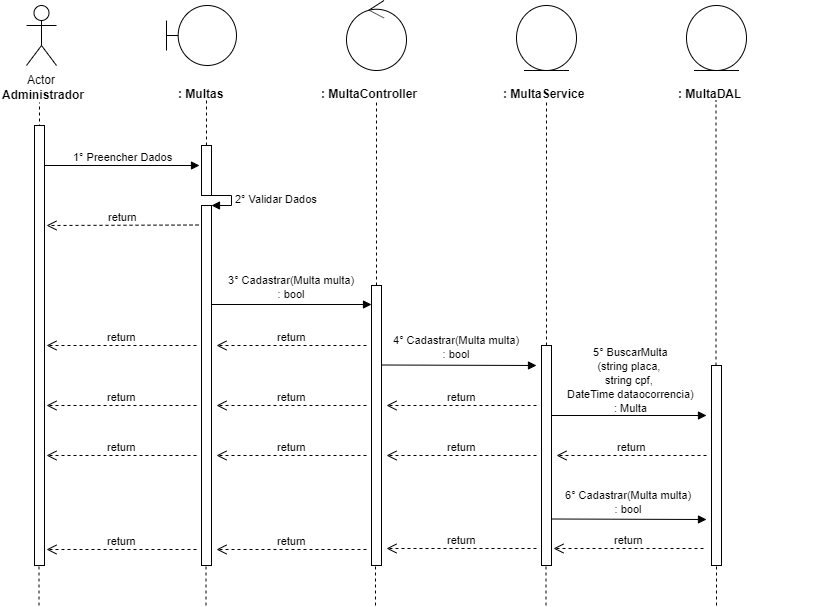 Actor
Administrador
: Multas
: MultaController
: MultaService
: MultaDAL
1° Preencher Dados
2° Validar Dados
return
3° Cadastrar(Multa multa)
: bool
return
return
4° Cadastrar(Multa multa)
: bool
5° BuscarMulta
(string placa,
string cpf,
DateTime dataocorrencia)
: Multa
return
return
return
return
return
return
return
6° Cadastrar(Multa multa)
: bool
return
return
return
return